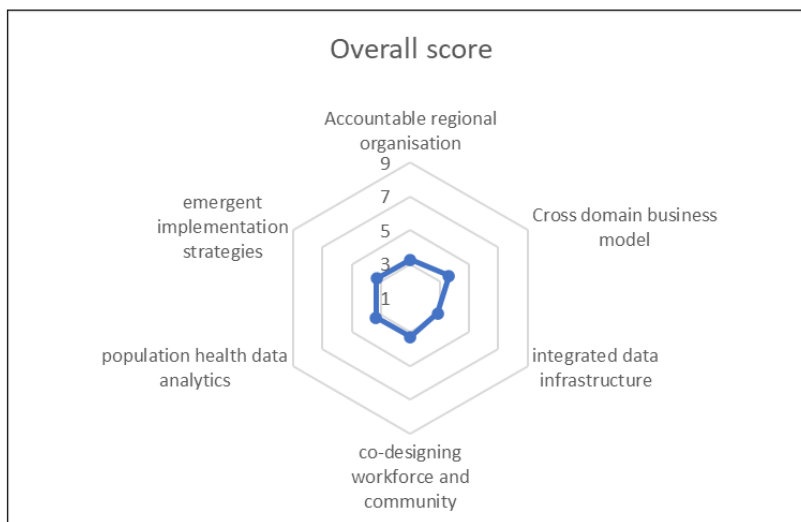 Overall score
Accountable regional
organisation
9
7
5
3
1
Cross domain business
model
integrated data
infrastructure
co-designing
workforce and
community
population health data
analytics
emergent
implementation
strategies